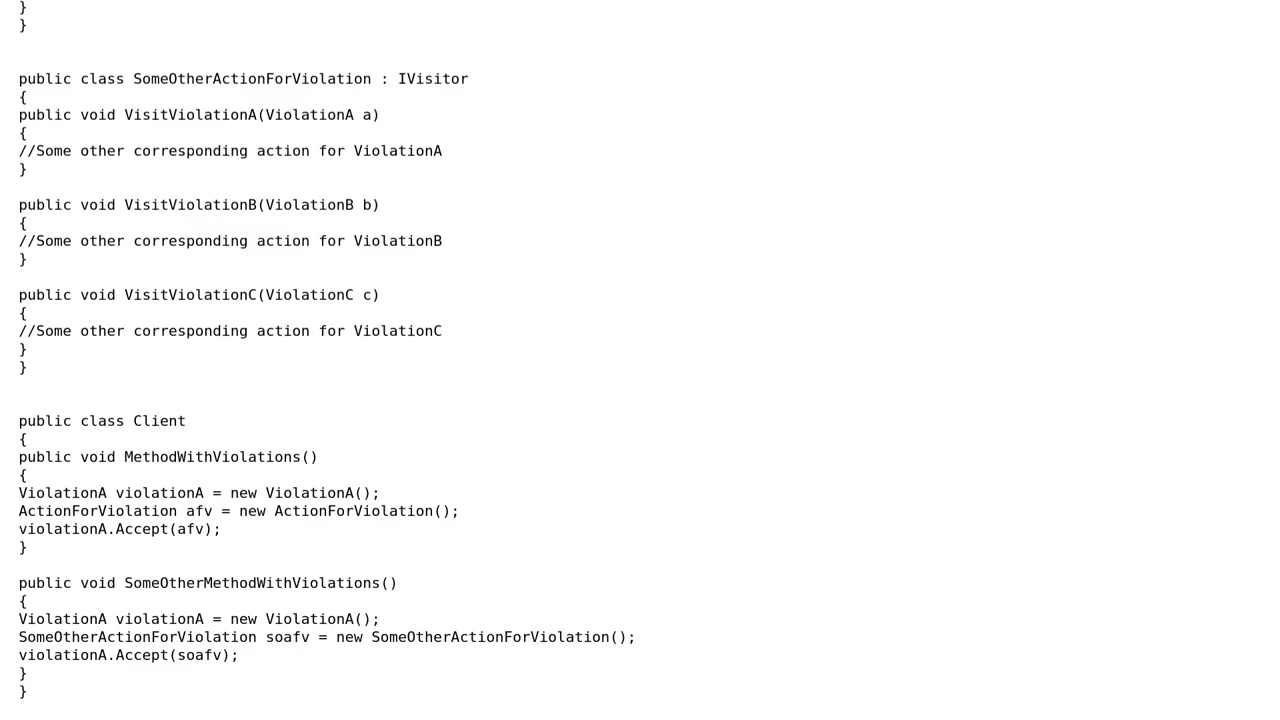 }
}
public class SomeOtherActionForViolation : IVisitor
{
public void VisitViolationA(ViolationA a)
{
//Some other corresponding action for ViolationA
}
public void VisitViolationB(ViolationB b)
{
//Some other corresponding action for ViolationB
}
public void VisitViolationC(ViolationC c)
{
//Some other corresponding action for ViolationC
}
}
public class Client
{
public void MethodWithViolations()
{
ViolationA violationA = new ViolationA();
ActionForViolation afv = new ActionForViolation();
violationA.Accept(afv);
}
public void SomeOtherMethodWithViolations()
{
ViolationA violationA = new ViolationA();
SomeOtherActionForViolation soafv = new SomeOtherActionForViolation();
violationA.Accept(soafv);
}
}